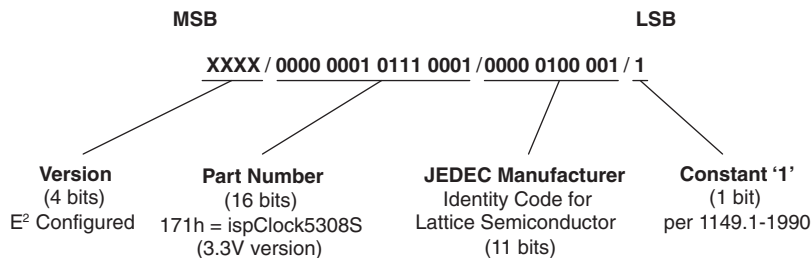 MSB LSB
XXXX / 0000 0001 0111 0001 / 0000 0100 001 / 1
Version
(4 bits)
E² Configured
Part Number
(16 bits)
171h = ispClock5308S
(3.3V version)
JEDEC Manufacturer
Identity Code for
Lattice Semiconductor
(11 bits)
Constant ‘1’
(1 bit)
per 1149.1-1990